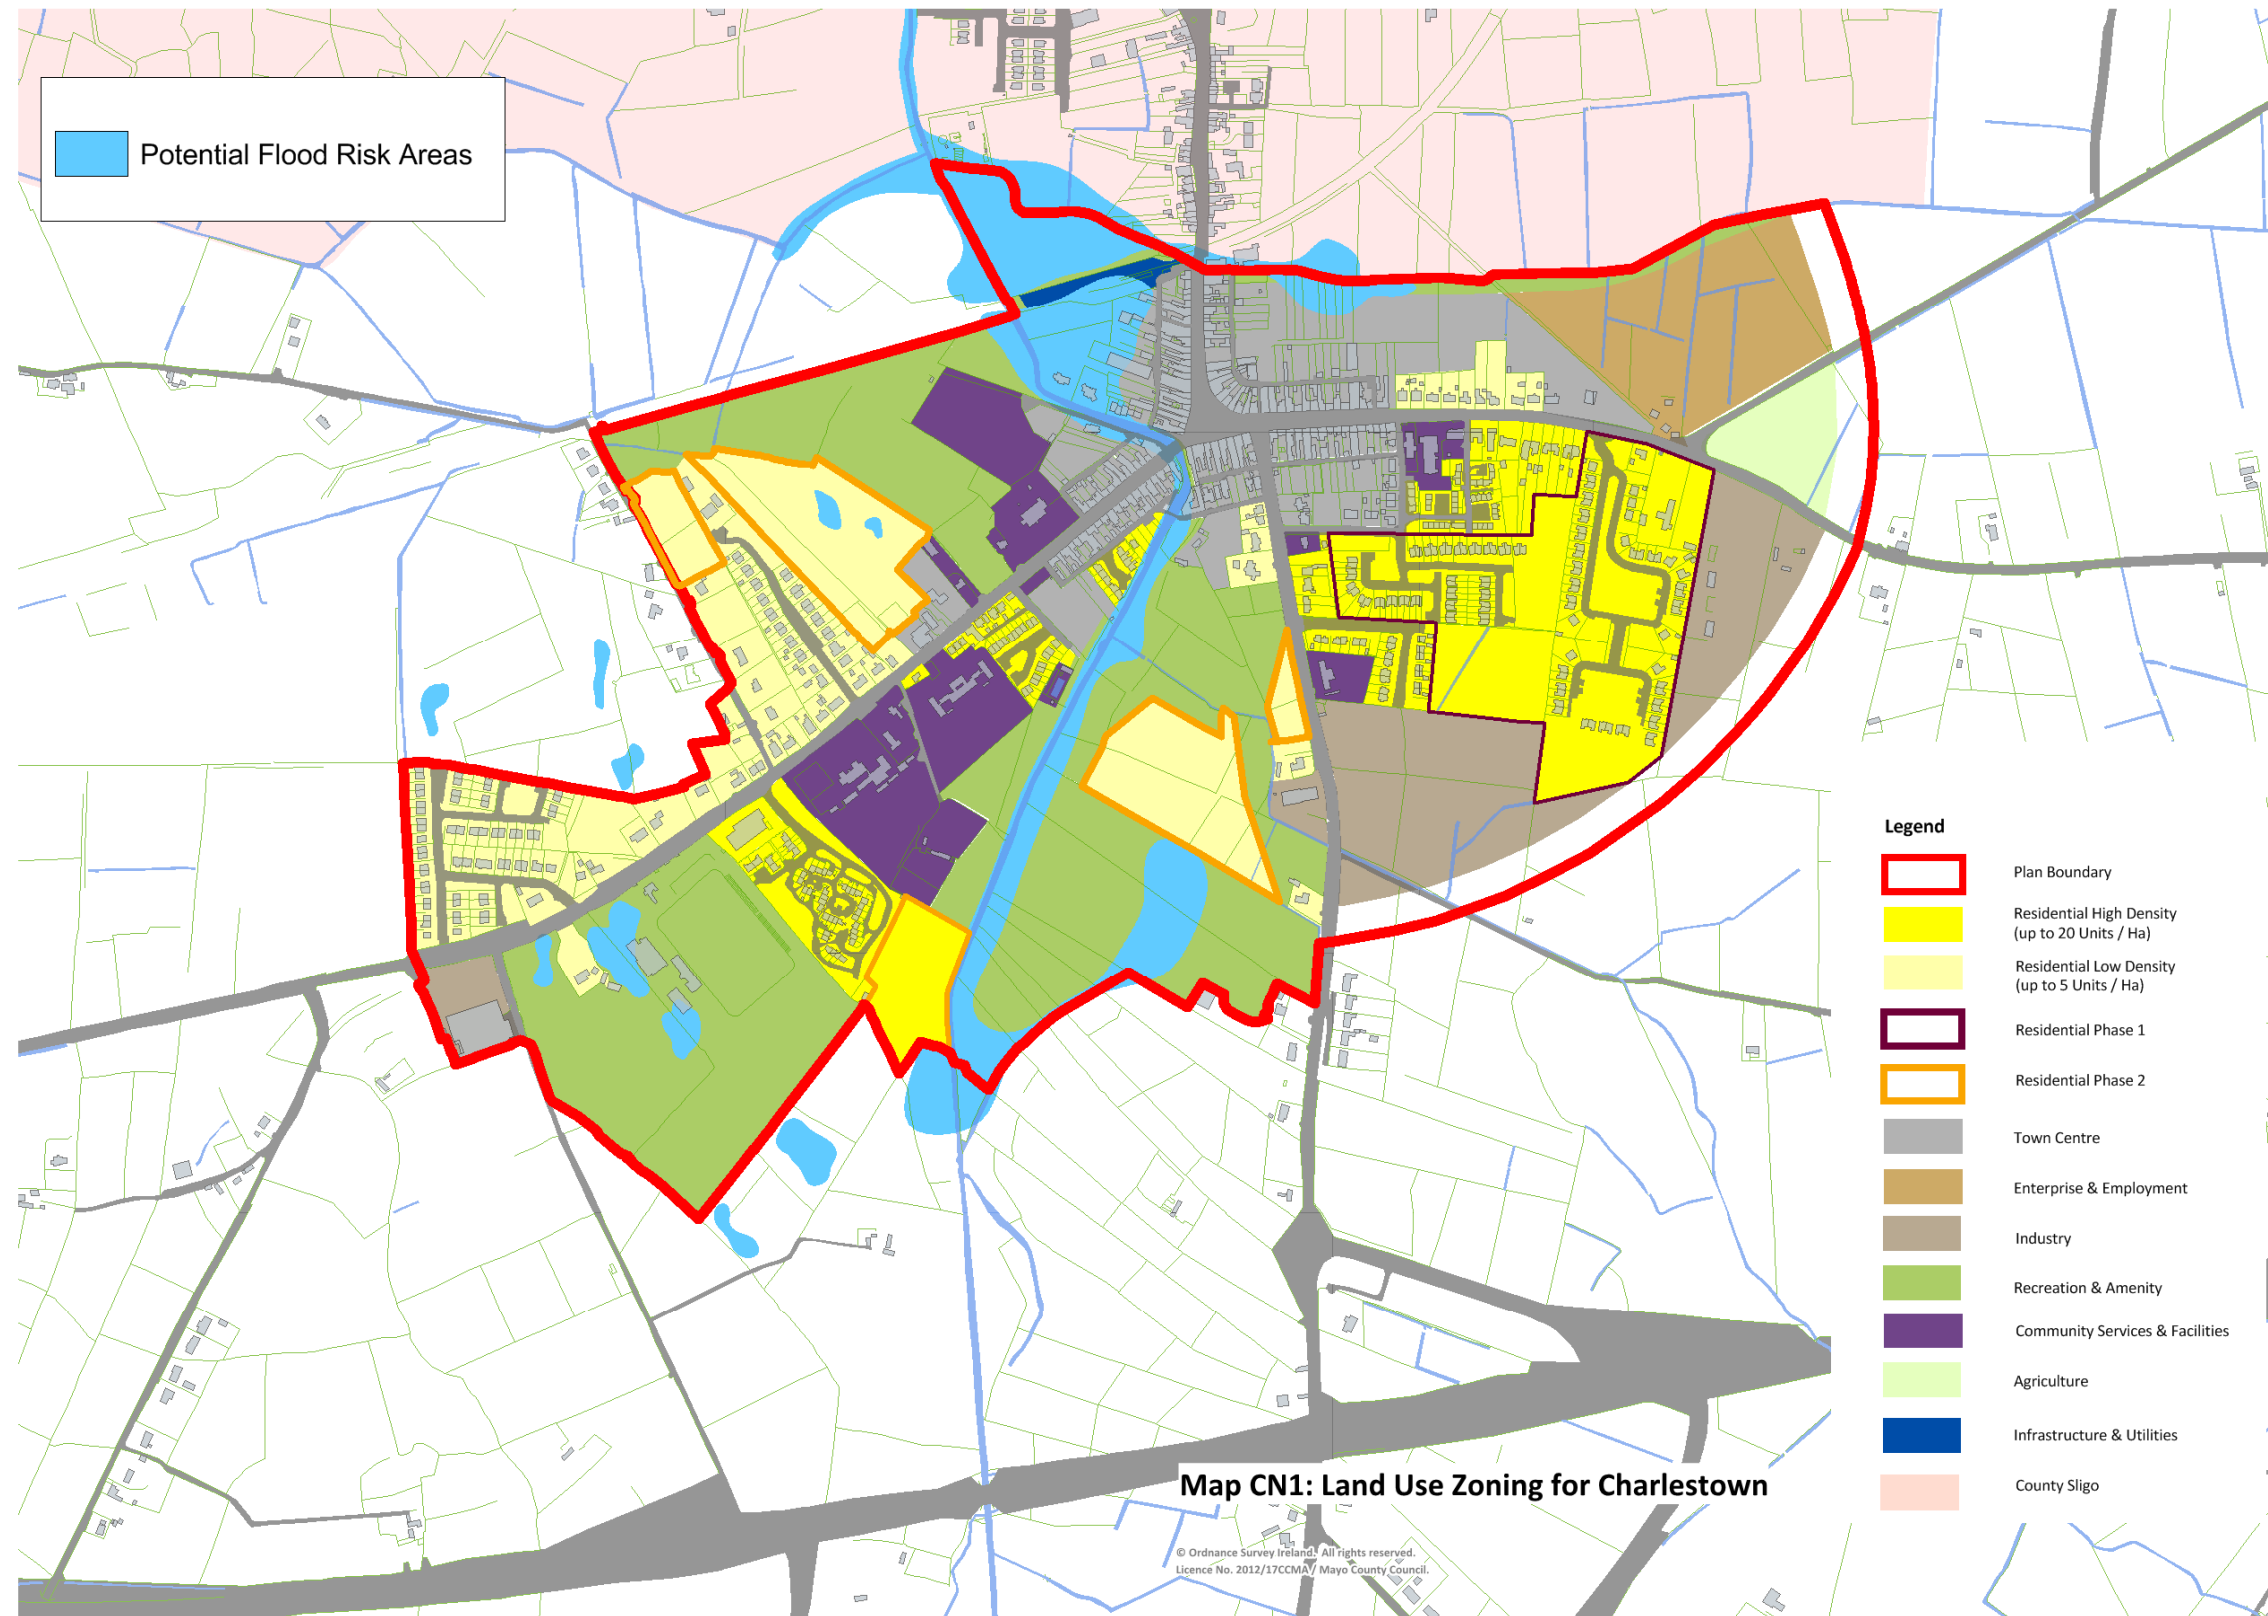 Potential Flood Risk Areas
Legend
Plan Boundary
Residential High Density
(up to 20 Units / Ha)
Residential Low Density
(up to 5 Units / Ha)
Residential Phase 1
Residential Phase 2
Town Centre
Enterprise & Employment
Industry
Recreation & Amenity
Community Services & Facilities
Agriculture
Infrastructure & Utilities
County Sligo
Map CN1: Land Use Zoning for Charlestown
© Ordnance Survey Ireland. All rights reserved.
Licence No. 2012/17CCMA / Mayo County Council.